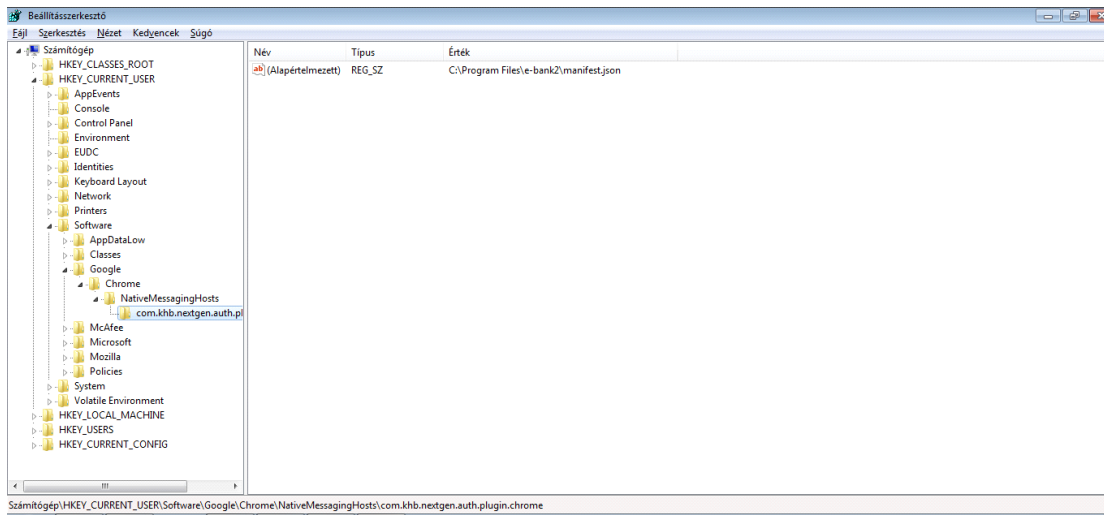 Beállításszerkesztő
Fájl Szerkesztés Nézet Kedvencek Súgó
Számítógép
HKEY_CLASSES_ROOT
HKEY_CURRENT_USER
AppEvents
Console
Control Panel
Environment
EUDC
Identities
Keyboard Layout
Network
Printers
Software
AppDataLow
Classes
Google
Chrome
NativeMessagingHosts
com.khb.nextgen.auth.pl
McAfee
Microsoft
Mozilla
Policies
System
Volatile Environment
HKEY_LOCAL_MACHINE
HKEY_USERS
HKEY_CURRENT_CONFIG
Név Típus Érték
ab (Alapértelmezett) REG_SZ C:\Program Files\e-bank2\manifest.json
Számítógép\HKEY_CURRENT_USER\Software\Google\Chrome\NativeMessagingHosts\com.khb.nextgen.auth.plugin.chrome